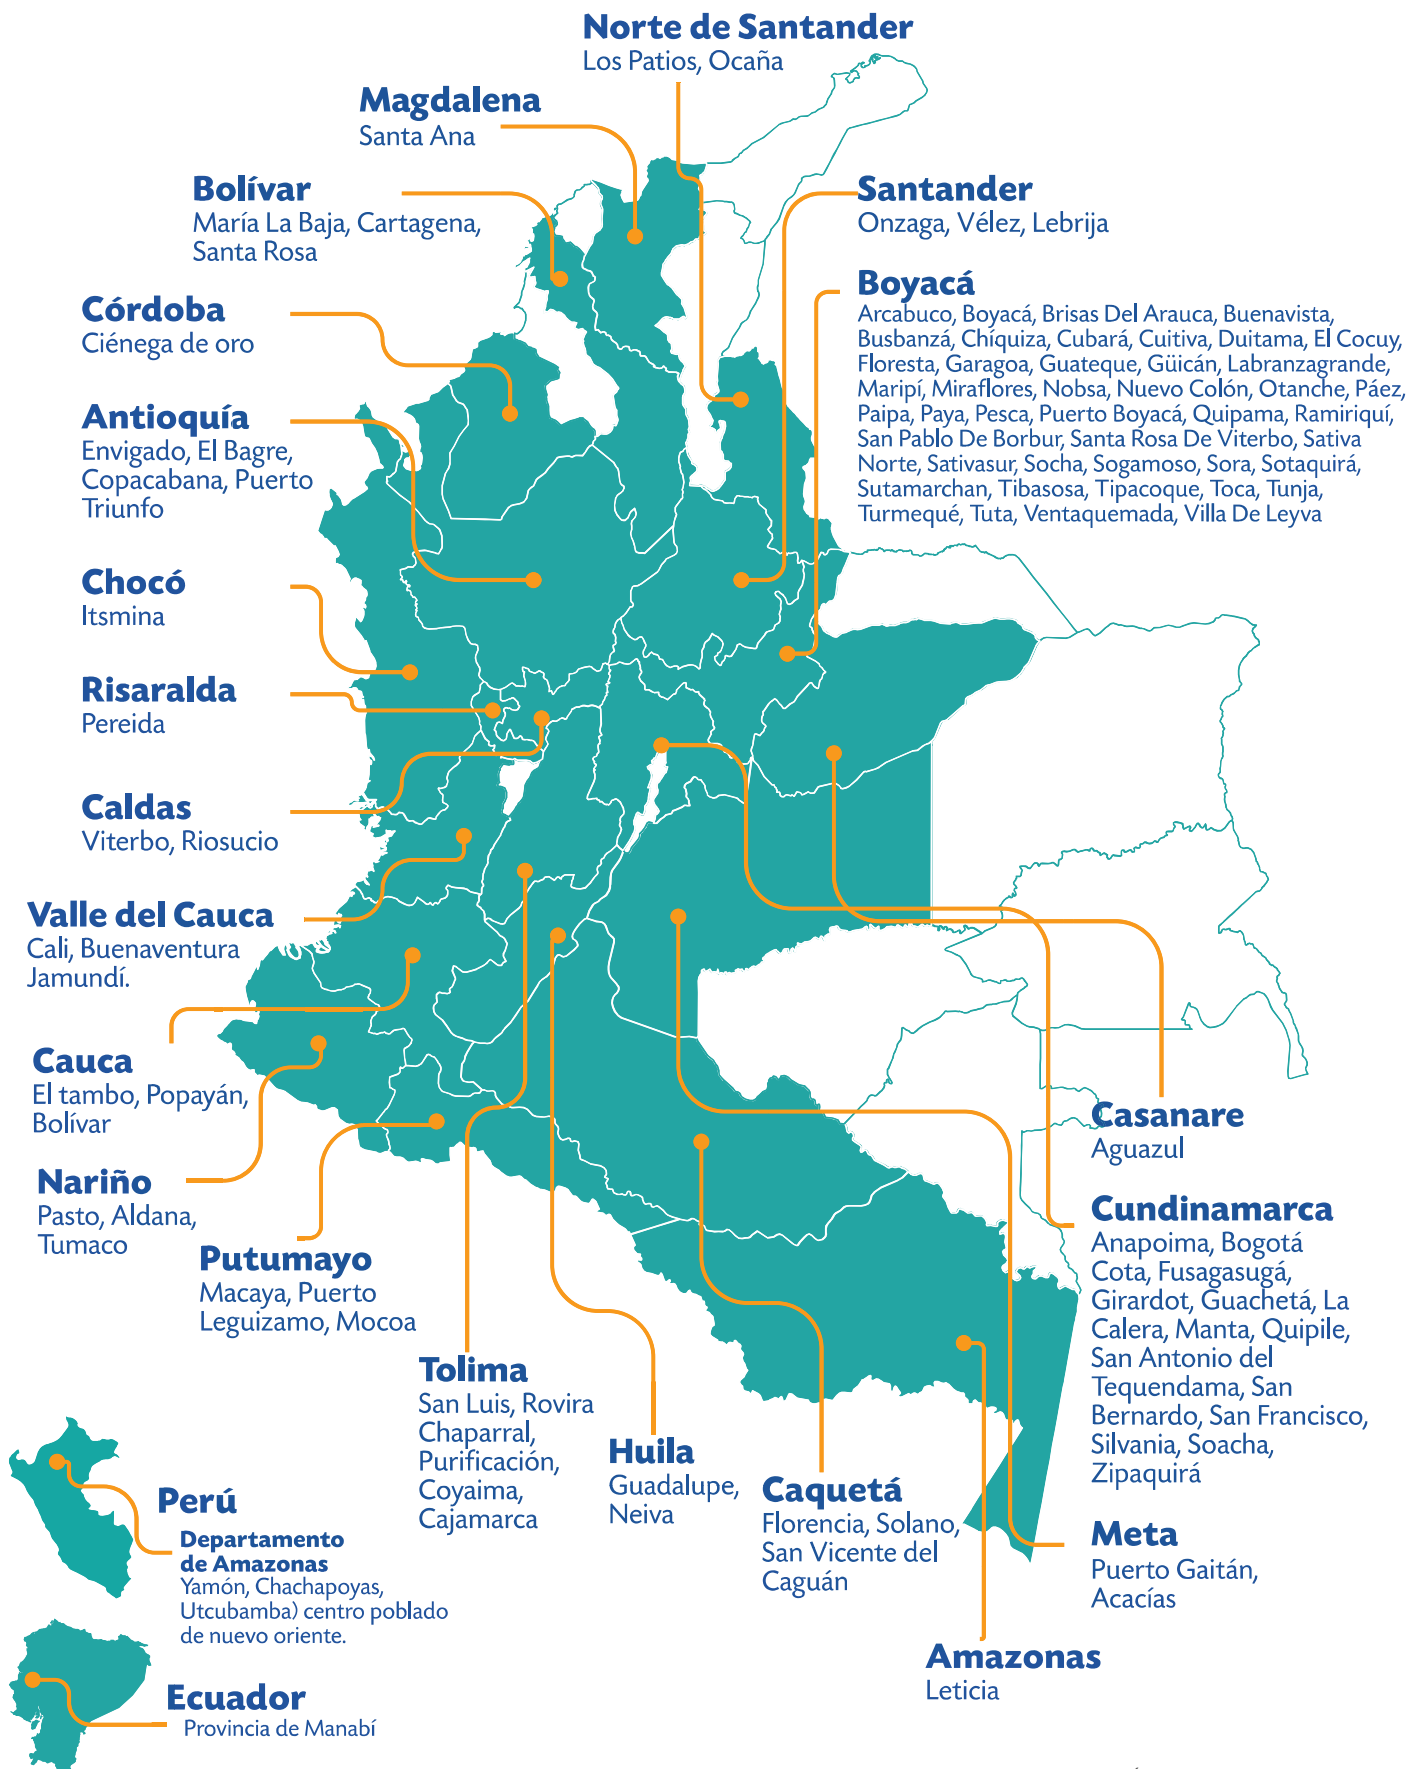 Norte de Santander
Los Patios, Ocaña
Magdalena
Santa Ana
Bolívar
María La Baja, Cartagena,
Santa Rosa
Santander
Onzaga, Vélez, Lebrija
Córdoba
Ciénega de oro
Boyacá
Arcabuco, Boyacá, Brisas Del Arauca, Buenavista,
Busbanzá, Chíquiza, Cubará, Cuitiva, Duitama, El Cocuy,
Floresta, Garagoa, Guateque, Güicán, Labranzagrande,
Maripí, Miraflores, Nobsa, Nuevo Colón, Otanche, Páez,
Paipa, Paya, Pesca, Puerto Boyacá, Quipama, Ramiriquí,
San Pablo De Borbur, Santa Rosa De Viterbo, Sativa
Norte, Sativasur, Socha, Sogamoso, Sora, Sotaquirá,
Sutamarchan, Tibasosa, Tipacoque, Toca, Tunja,
Turmequé, Tuta, Ventaquemada, Villa De Leyva
Antioquía
Envigado, El Bagre,
Copacabana, Puerto
Triunfo
Chocó
Itsmina
Risaralda
Pereida
Caldas
Viterbo, Riosucio
Valle del Cauca
Cali, Buenaventura
Jamundí.
Cauca
El tambo, Popayán,
Bolívar
Nariño
Pasto, Aldana,
Tumaco
Putumayo
Macaya, Puerto
Leguizamo, Mocoa
Tolima
San Luis, Rovira
Chaparral,
Purificación,
Coyaima,
Cajamarca
Huila
Guadalupe,
Neiva
Caquetá
Florencia, Solano,
San Vicente del
Caguán
Casanare
Aguazul
Cundinamarca
Anapoima, Bogotá
Cota, Fusagasugá,
Girardot, Guachetá, La
Calera, Manta, Quipile,
San Antonio del
Tequendama, San
Bernardo, San Francisco,
Silvania, Soacha,
Zipaquirá
Meta
Puerto Gaitán,
Acacías
Amazonas
Leticia
Perú
Departamento
de Amazonas
Yamón, Chachapoyas,
Utcubamba) centro poblado
de nuevo oriente.
Ecuador
Provincia de Manabí